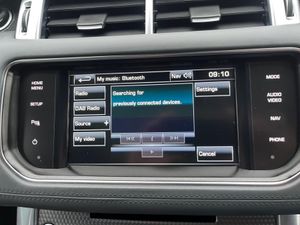 My music: Bluetooth
Nav
09:10
HOME
MENU
SETUP
Radio
DAB Radio
Source
My video
Searching for
previously connected devices.
Settings
Cancel
MODE
AUDIO
VIDEO
NAV
PHONE